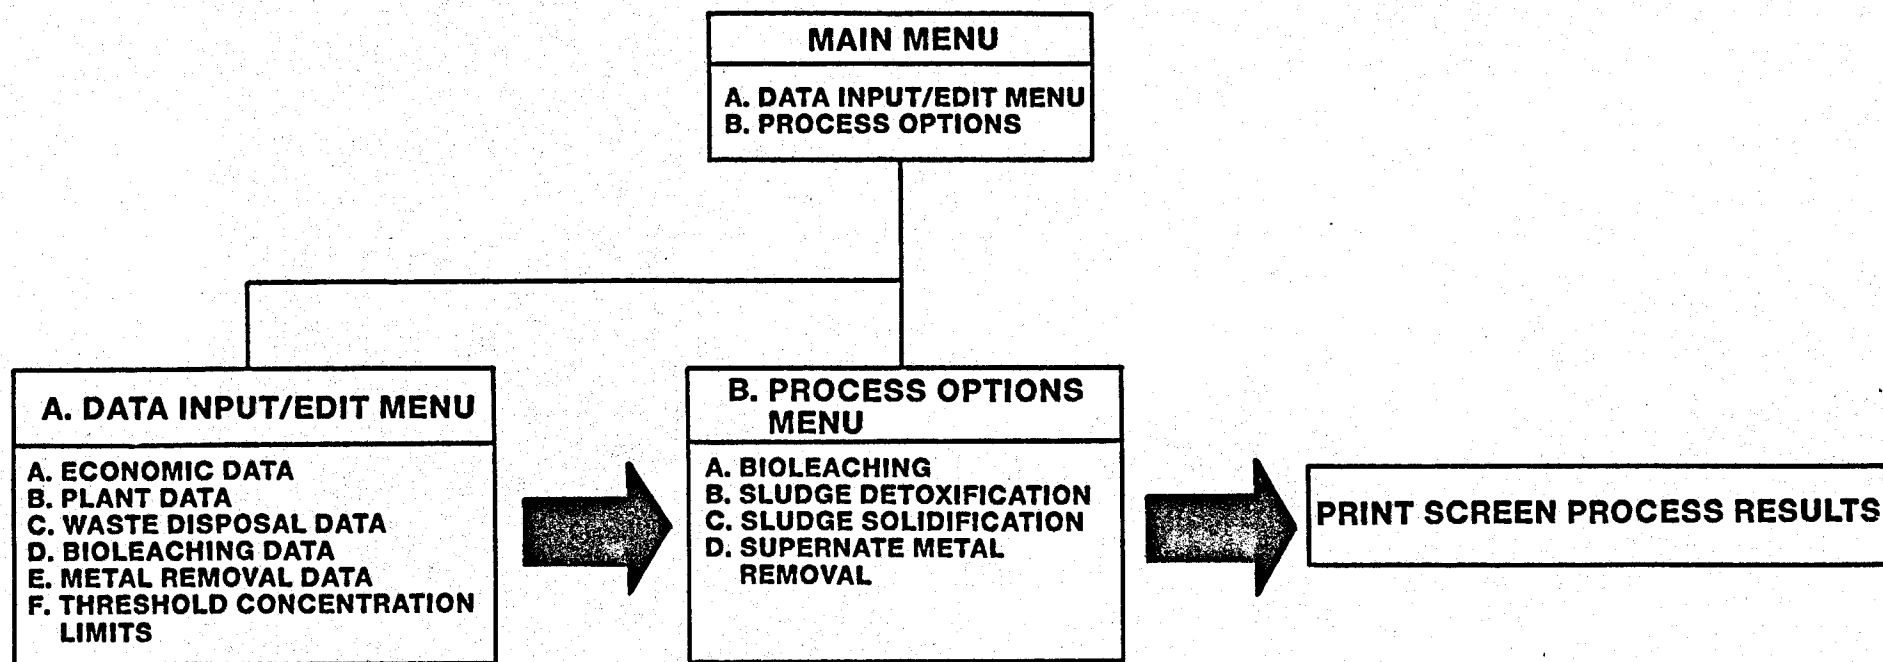 MAIN MENU
A. DATA INPUT/EDIT MENU
B. PROCESS OPTIONS
A. DATA INPUT/EDIT MENU
A. ECONOMIC DATA
B. PLANT DATA
C. WASTE DISPOSAL DATA
D. BIOLEACHING DATA
E. METAL REMOVAL DATA
F. THRESHOLD CONCENTRATION
LIMITS
B. PROCESS OPTIONS
MENU
A. BIOLEACHING
B. SLUDGE DETOXIFICATION
C. SLUDGE SOLIDIFICATION
D. SUPERNATE METAL
REMOVAL
PRINT SCREEN PROCESS RESULTS